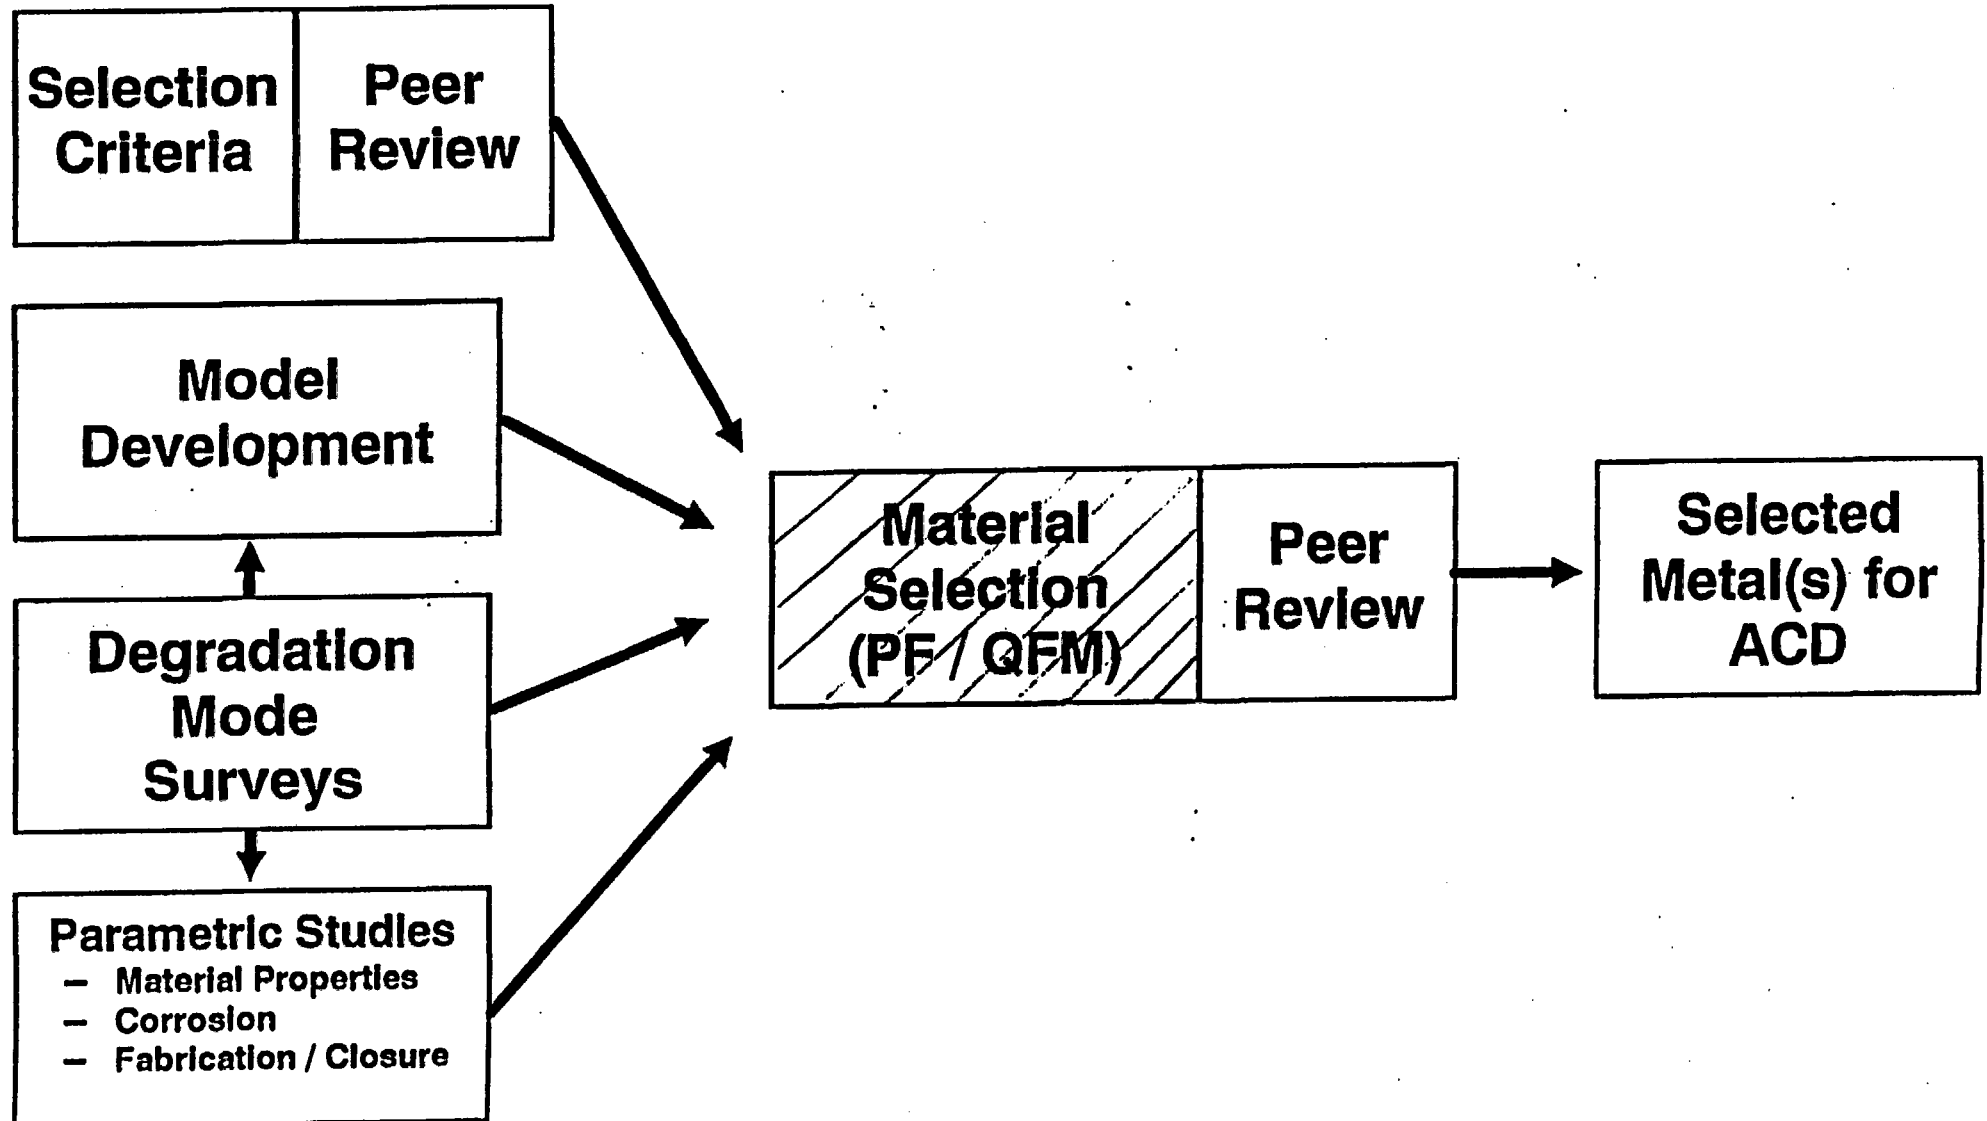 Selection
Criteria
Peer
Review
Model
Development
Degradation
Mode
Surveys
Parametric Studies
– Material Properties
– Corrosion
– Fabrication / Closure
Material
Selection
(PF / QFM)
Peer
Review
Selected
Metal(s) for
ACD